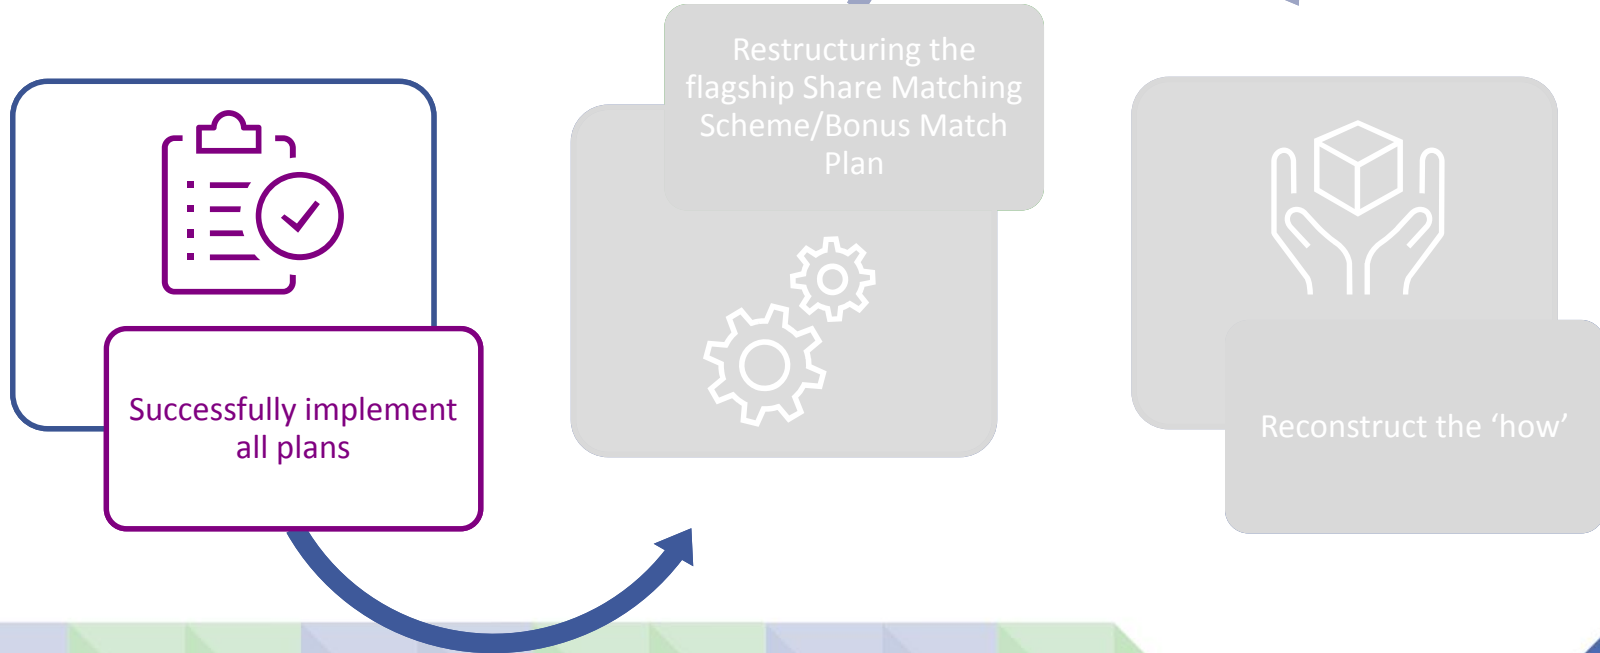 Successfully implement
all plans
Restructuring the
flagship Share Matching
Scheme/Bonus Match
Plan
Reconstruct the ‘how’